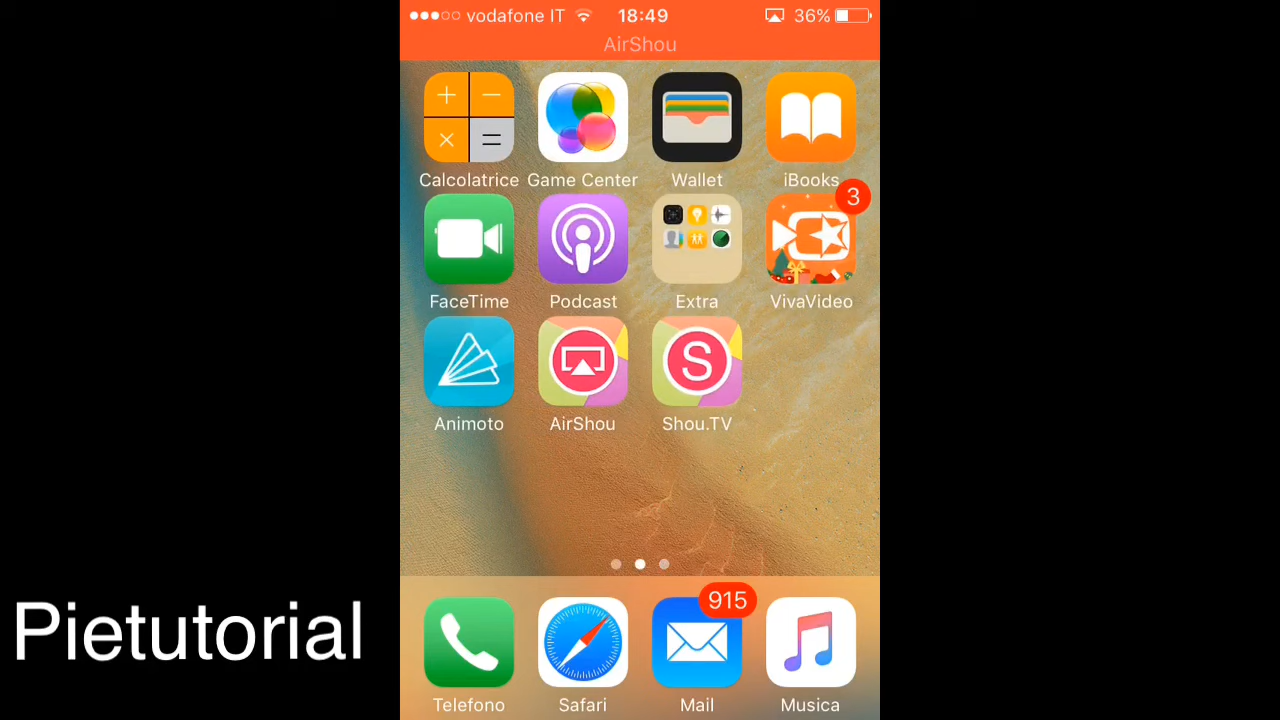 vodafone IT 18:49 36%
AirShou
Calcolatrice Game Center Wallet iBooks
3
FaceTime Podcast Extra VivaVideo
S
Animoto AirShou Shou.TV
915
Pietutorial
Telefono Safari Mail Musica